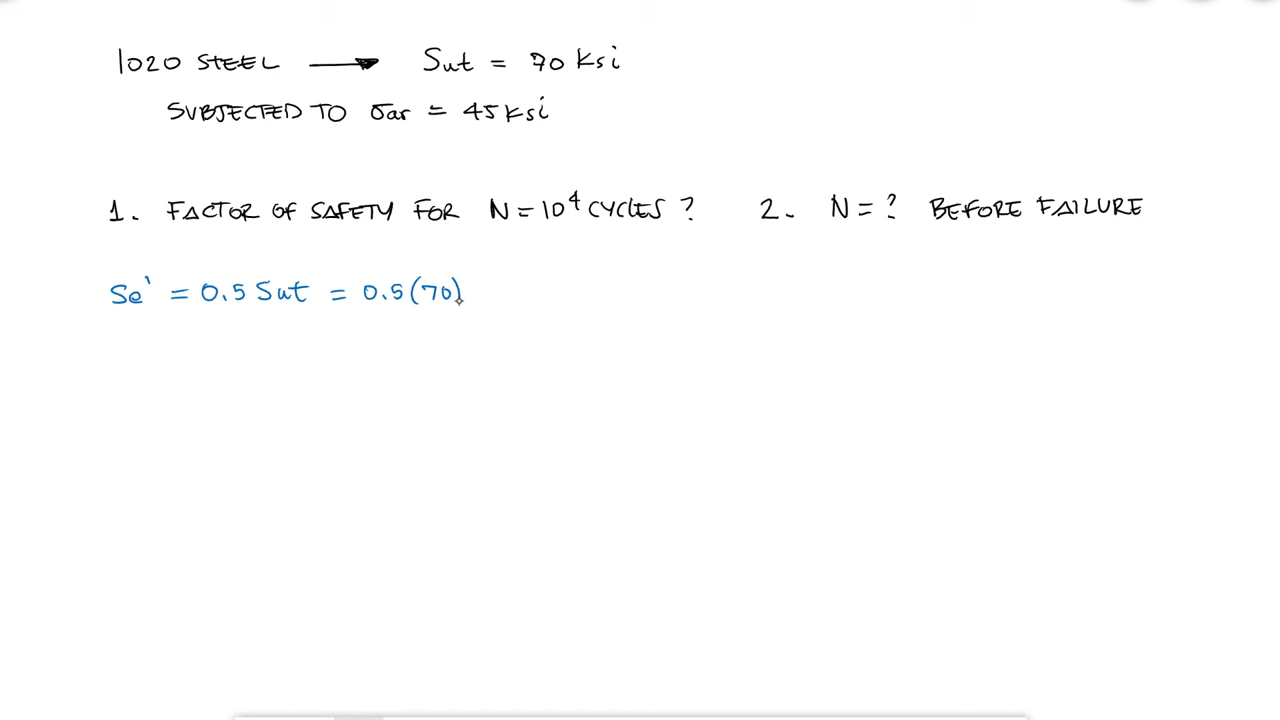 1020 STEEL → Sut = 70 ksi
SUBJECTED TO σar = 45 ksi
1. FACTOR OF SAFETY FOR N = 10⁴ CYCLES ? 2. N = ? BEFORE FAILURE
Se' = 0.5 Sut = 0.5(70)